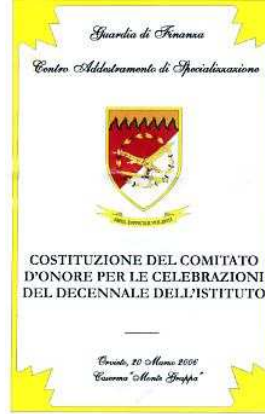 Guardia di Finanza
Centro Addestramento di Specializzazione
COSTITUZIONE DEL COMITATO
D'ONORE PER LE CELEBRAZIONI
DEL DECENNALE DELL'ISTITUTO
Orvieto, 20 Marzo 2006
Caserma "Monte Grappa"